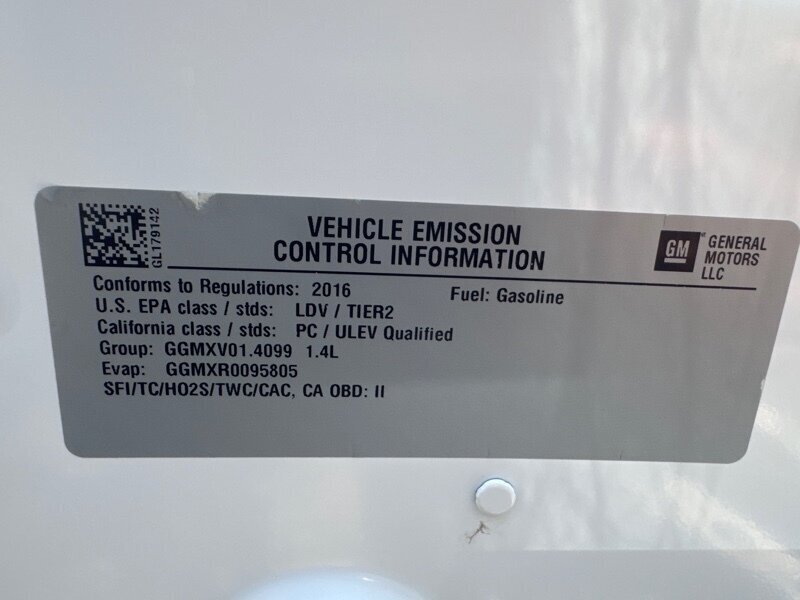 GL179142
VEHICLE EMISSION
CONTROL INFORMATION
GM
GENERAL
MOTORS
LLC
Conforms to Regulations: 2016 Fuel: Gasoline
U.S. EPA class / stds: LDV / TIER2
California class / stds: PC / ULEV Qualified
Group: GGMXV01.4099 1.4L
Evap: GGMXR0095805
SFI/TC/HO2S/TWC/CAC, CA OBD: II